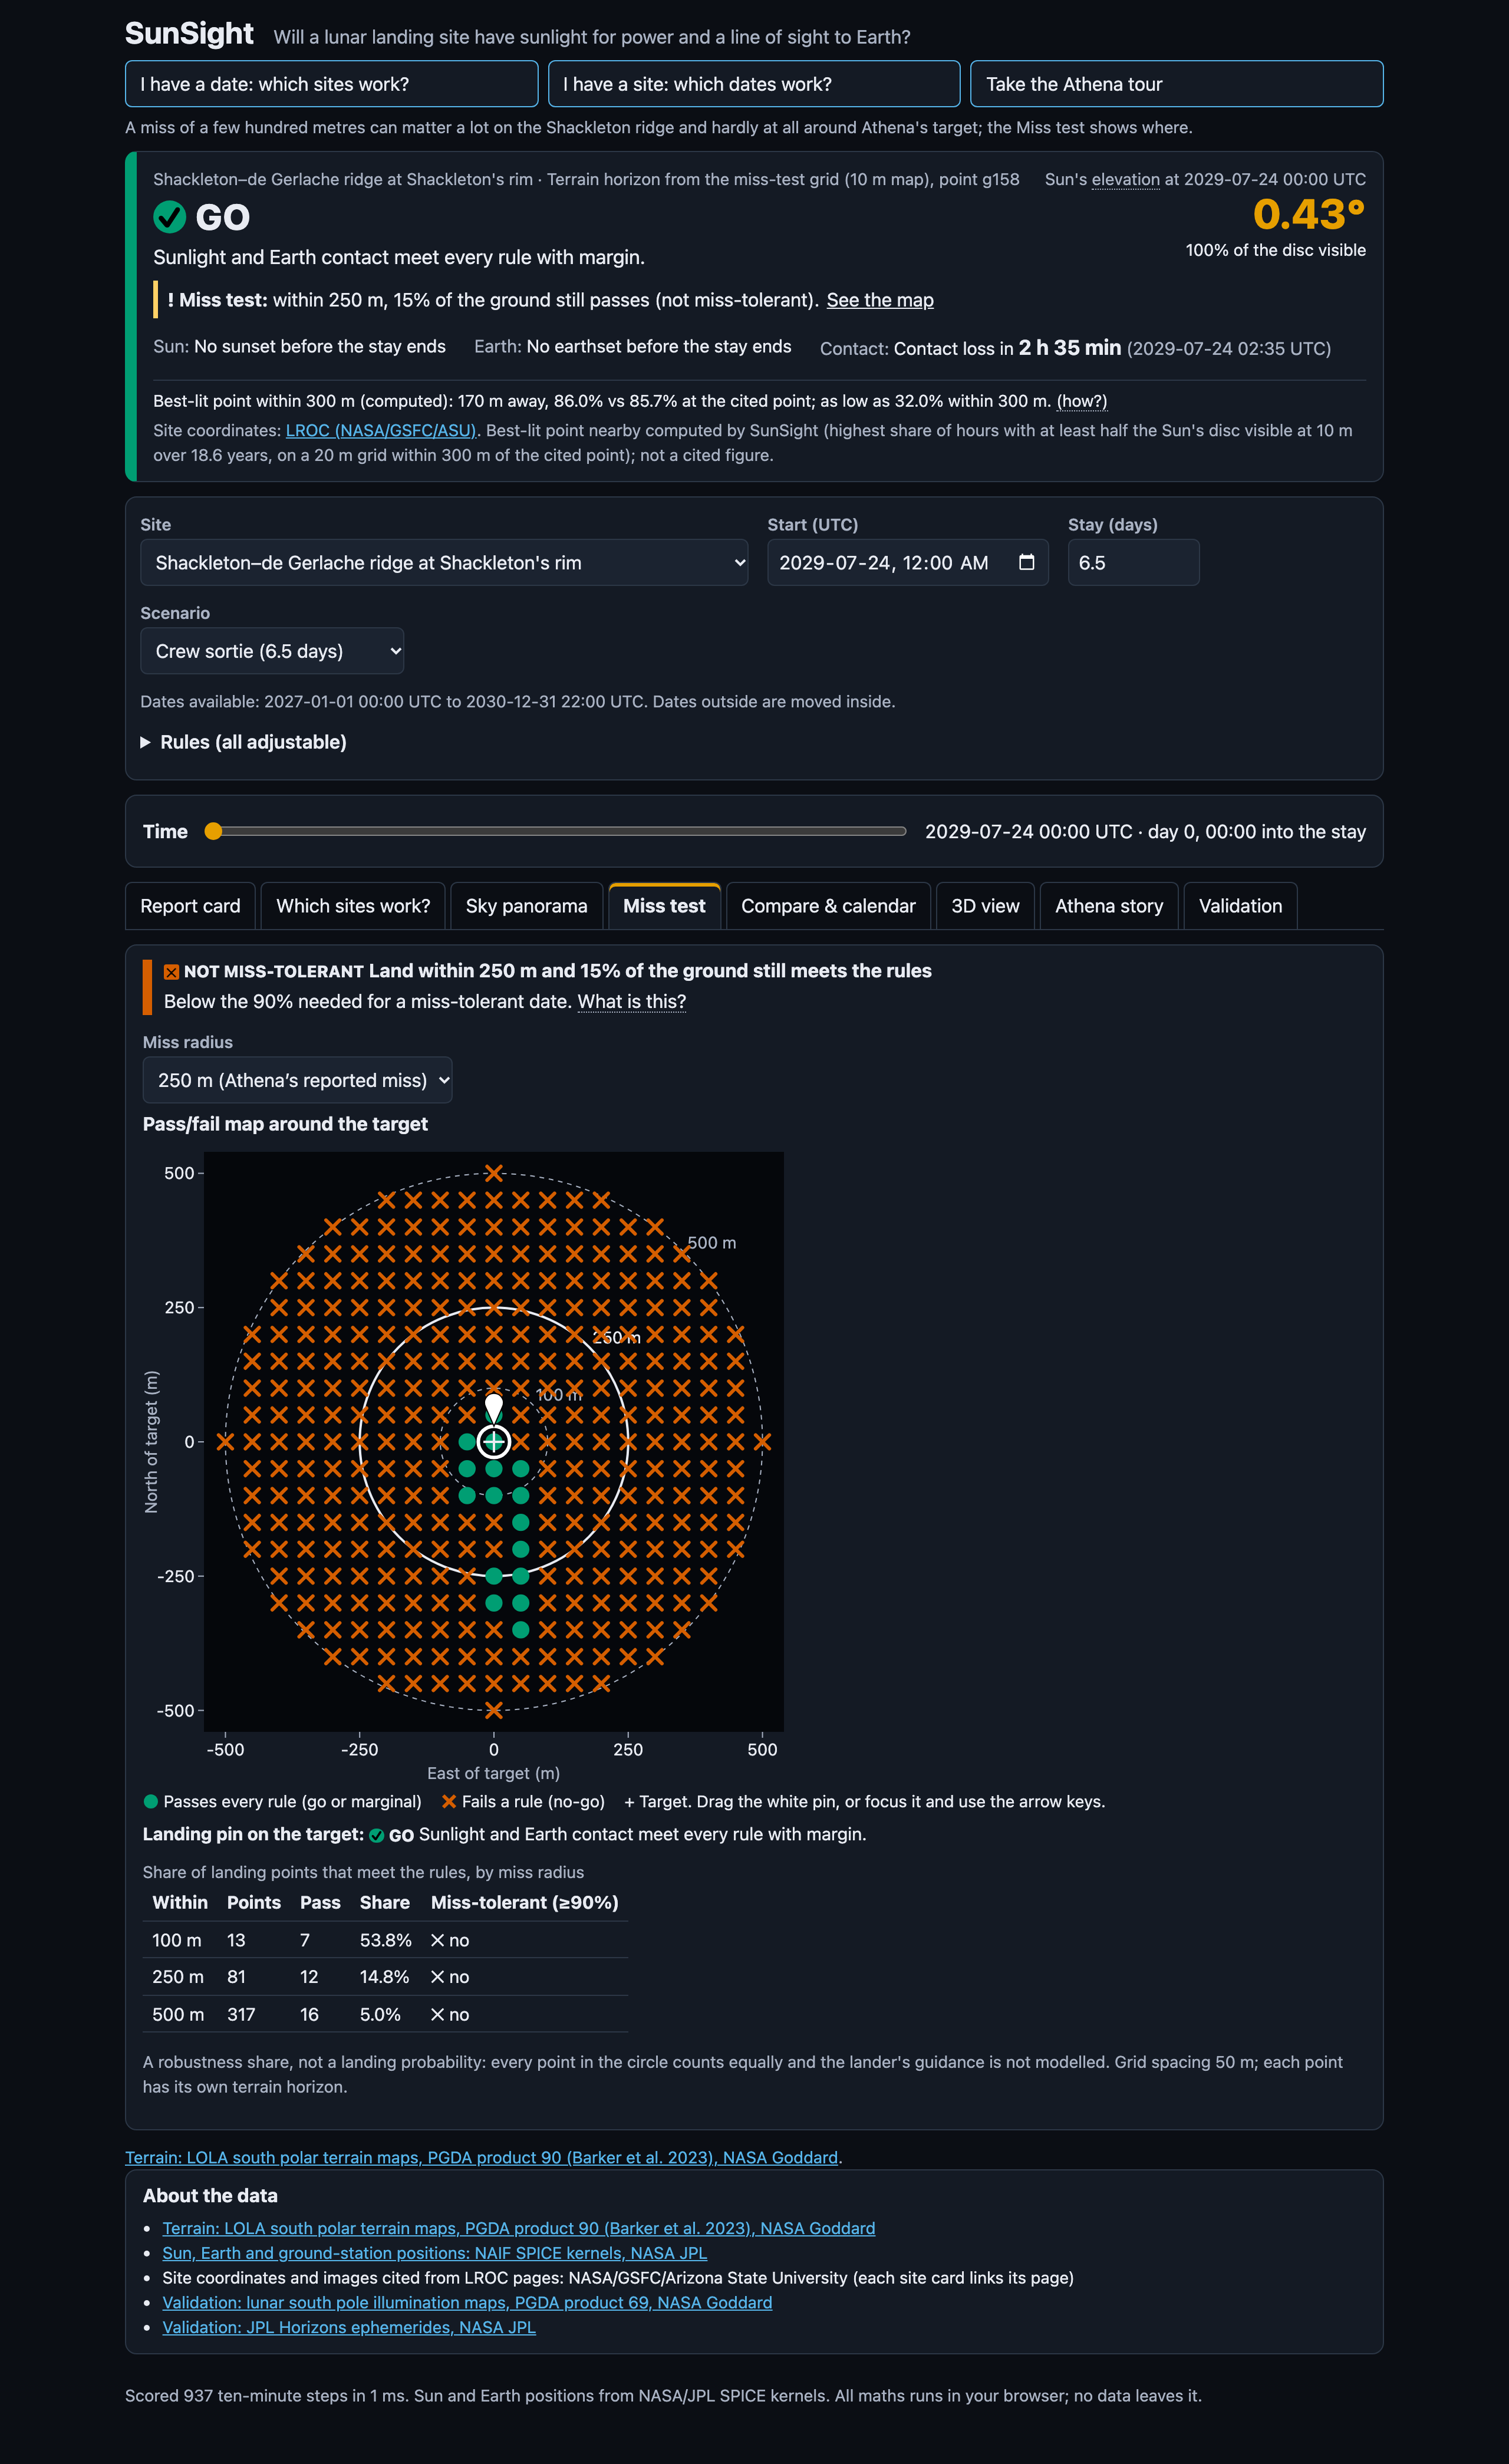 SunSight Will a lunar landing site have sunlight for power and a line of sight to Earth?
I have a date: which sites work?
I have a site: which dates work?
Take the Athena tour
A miss of a few hundred metres can matter a lot on the Shackleton ridge and hardly at all around Athena's target; the Miss test shows where.
Shackleton–de Gerlache ridge at Shackleton's rim · Terrain horizon from the miss-test grid (10 m map), point g158
Sun's elevation at 2029-07-24 00:00 UTC
GO
0.43°
100% of the disc visible
Sunlight and Earth contact meet every rule with margin.
! Miss test: within 250 m, 15% of the ground still passes (not miss-tolerant). See the map
Sun: No sunset before the stay ends Earth: No earthset before the stay ends Contact: Contact loss in 2 h 35 min (2029-07-24 02:35 UTC)
Best-lit point within 300 m (computed): 170 m away, 86.0% vs 85.7% at the cited point; as low as 32.0% within 300 m. (how?)
Site coordinates: LROC (NASA/GSFC/ASU). Best-lit point nearby computed by SunSight (highest share of hours with at least half the Sun's disc visible at 10 m
over 18.6 years, on a 20 m grid within 300 m of the cited point); not a cited figure.
Site
Start (UTC)
Stay (days)
Shackleton–de Gerlache ridge at Shackleton's rim
2029-07-24, 12:00 AM
6.5
Scenario
Crew sortie (6.5 days)
Dates available: 2027-01-01 00:00 UTC to 2030-12-31 22:00 UTC. Dates outside are moved inside.
Rules (all adjustable)
Time
2029-07-24 00:00 UTC · day 0, 00:00 into the stay
Report card
Which sites work?
Sky panorama
Miss test
Compare & calendar
3D view
Athena story
Validation
NOT MISS-TOLERANT Land within 250 m and 15% of the ground still meets the rules
Below the 90% needed for a miss-tolerant date. What is this?
Miss radius
250 m (Athena’s reported miss)
Pass/fail map around the target
500
500 m
250
250 m
100 m
0
North of target (m)
-250
-500
-500 -250 0 250 500
East of target (m)
Passes every rule (go or marginal) Fails a rule (no-go) + Target. Drag the white pin, or focus it and use the arrow keys.
Landing pin on the target: GO Sunlight and Earth contact meet every rule with margin.
Share of landing points that meet the rules, by miss radius
Within Points Pass Share Miss-tolerant (≥90%)
100 m 13 7 53.8% ✕ no
250 m 81 12 14.8% ✕ no
500 m 317 16 5.0% ✕ no
A robustness share, not a landing probability: every point in the circle counts equally and the lander's guidance is not modelled. Grid spacing 50 m; each point
has its own terrain horizon.
Terrain: LOLA south polar terrain maps, PGDA product 90 (Barker et al. 2023), NASA Goddard.
About the data
• Terrain: LOLA south polar terrain maps, PGDA product 90 (Barker et al. 2023), NASA Goddard
• Sun, Earth and ground-station positions: NAIF SPICE kernels, NASA JPL
• Site coordinates and images cited from LROC pages: NASA/GSFC/Arizona State University (each site card links its page)
• Validation: lunar south pole illumination maps, PGDA product 69, NASA Goddard
• Validation: JPL Horizons ephemerides, NASA JPL
Scored 937 ten-minute steps in 1 ms. Sun and Earth positions from NASA/JPL SPICE kernels. All maths runs in your browser; no data leaves it.